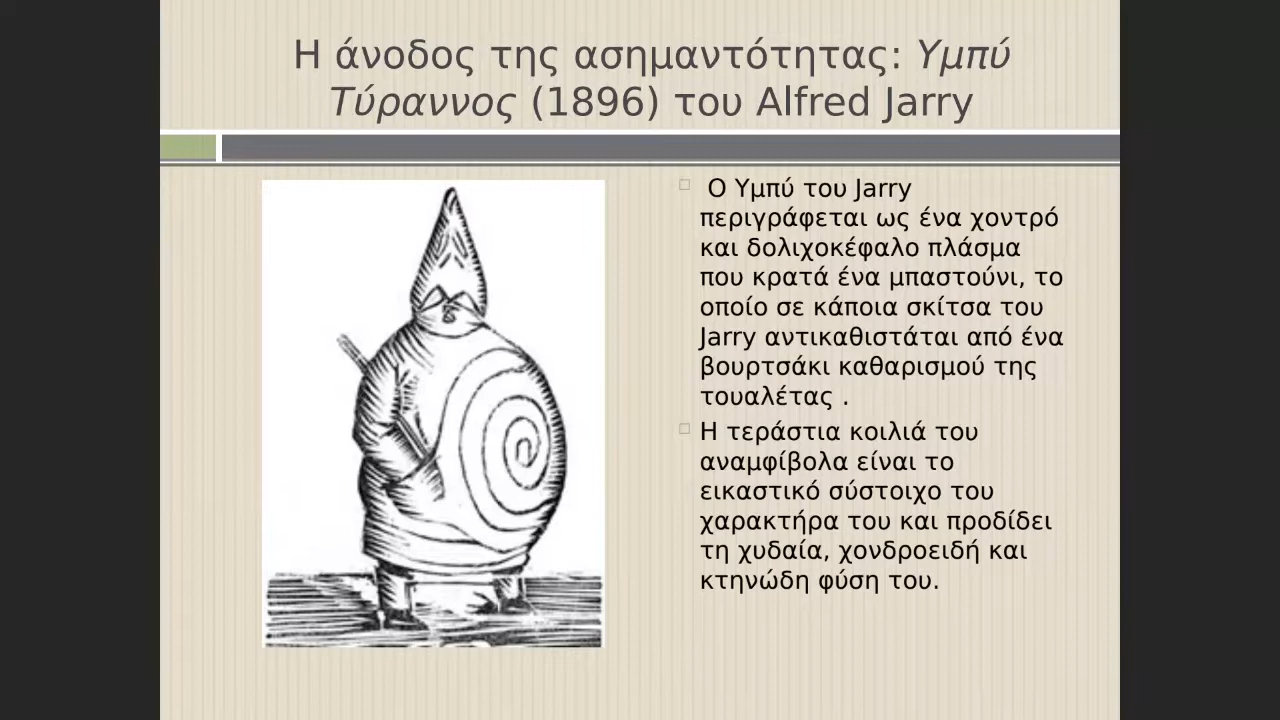 Η άνοδος της ασημαντότητας: Υμπύ
Τύραννος (1896) του Alfred Jarry
Ο Υμπύ του Jarry
περιγράφεται ως ένα χοντρό
και δολιχοκέφαλο πλάσμα
που κρατά ένα μπαστούνι, το
οποίο σε κάποια σκίτσα του
Jarry αντικαθιστάται από ένα
βουρτσάκι καθαρισμού της
τουαλέτας .
Η τεράστια κοιλιά του
αναμφίβολα είναι το
εικαστικό σύστοιχο του
χαρακτήρα του και προδίδει
τη χυδαία, χονδροειδή και
κτηνώδη φύση του.